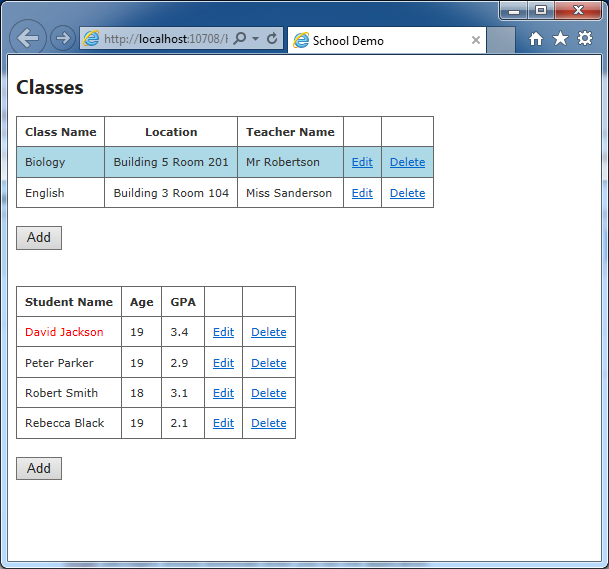 http://localhost:10708/
School Demo
Classes
Class Name Location Teacher Name
Biology Building 5 Room 201 Mr Robertson Edit Delete
English Building 3 Room 104 Miss Sanderson Edit Delete
Add
Student Name Age GPA
David Jackson 19 3.4 Edit Delete
Peter Parker 19 2.9 Edit Delete
Robert Smith 18 3.1 Edit Delete
Rebecca Black 19 2.1 Edit Delete
Add